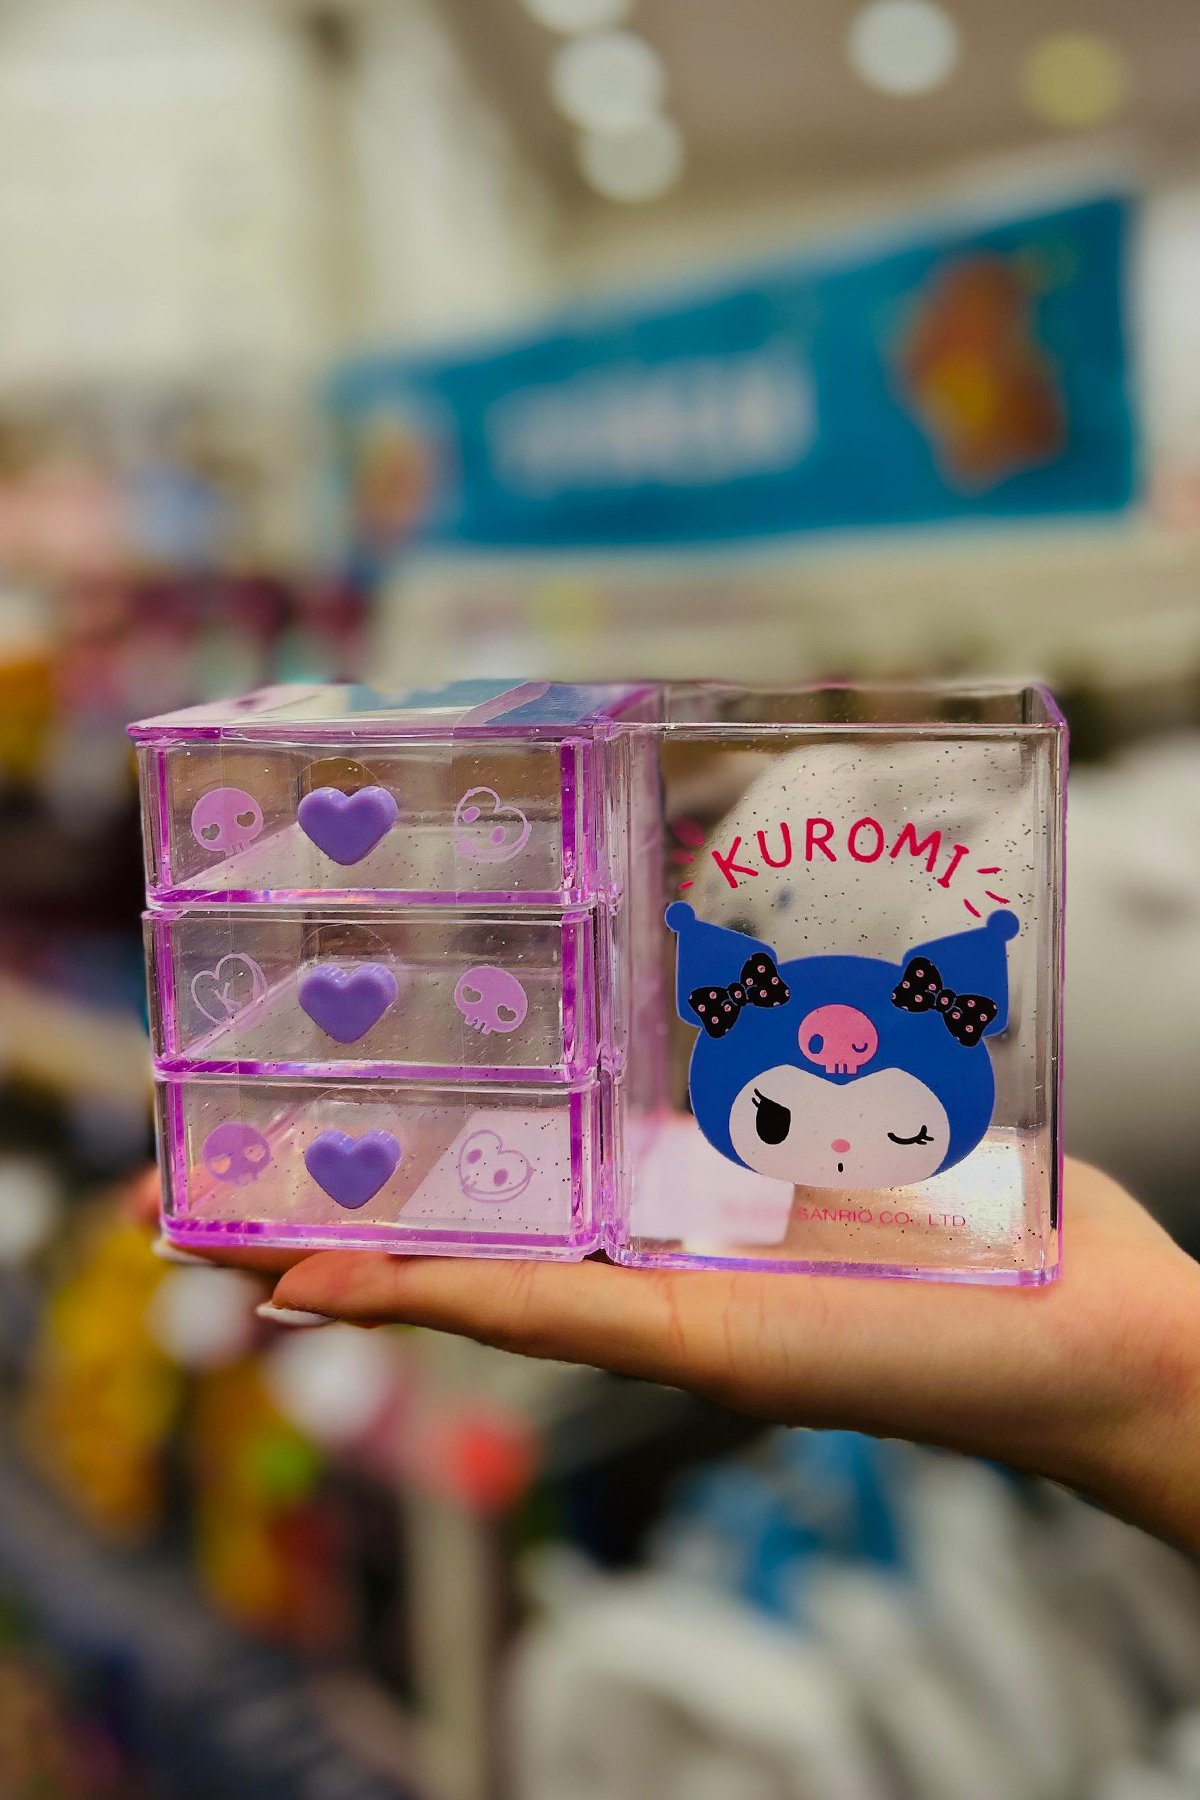 KUROMI
K
SANRIO CO., LTD